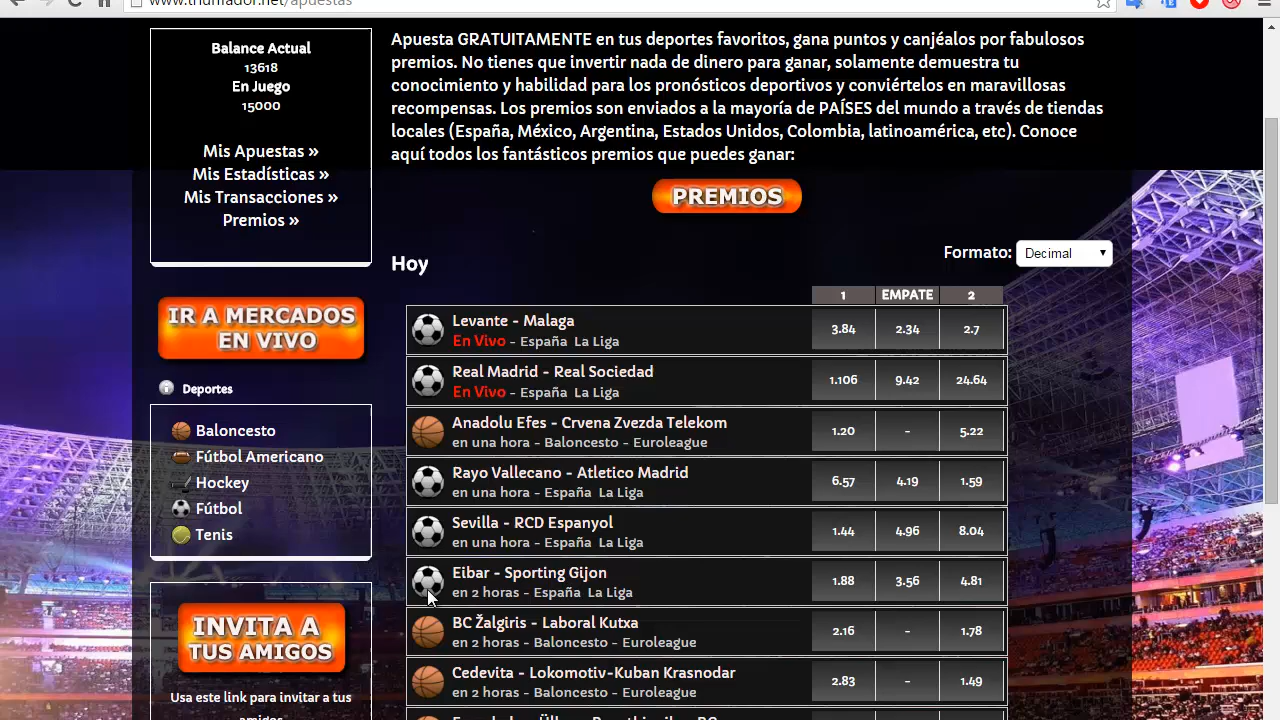 www.triunfador.net/apuestas
Balance Actual
13618
En Juego
15000
Mis Apuestas »
Mis Estadísticas »
Mis Transacciones »
Premios »
IR A MERCADOS
EN VIVO
Deportes
Baloncesto
Fútbol Americano
Hockey
Fútbol
Tenis
INVITA A
TUS AMIGOS
Usa este link para invitar a tus
amigos
Apuesta GRATUITAMENTE en tus deportes favoritos, gana puntos y canjéalos por fabulosos
premios. No tienes que invertir nada de dinero para ganar, solamente demuestra tu
conocimiento y habilidad para los pronósticos deportivos y conviértelos en maravillosas
recompensas. Los premios son enviados a la mayoría de PAÍSES del mundo a través de tiendas
locales (España, México, Argentina, Estados Unidos, Colombia, latinoamérica, etc). Conoce
aquí todos los fantásticos premios que puedes ganar:
PREMIOS
Formato: Decimal
Hoy
1 EMPATE 2
Levante - Malaga 3.84 2.34 2.7
En Vivo - España La Liga
Real Madrid - Real Sociedad 1.106 9.42 24.64
En Vivo - España La Liga
Anadolu Efes - Crvena Zvezda Telekom 1.20 - 5.22
en una hora - Baloncesto - Euroleague
Rayo Vallecano - Atletico Madrid 6.57 4.19 1.59
en una hora - España La Liga
Sevilla - RCD Espanyol 1.44 4.96 8.04
en una hora - España La Liga
Eibar - Sporting Gijon 1.88 3.56 4.81
en 2 horas - España La Liga
BC Žalgiris - Laboral Kutxa 2.16 - 1.78
en 2 horas - Baloncesto - Euroleague
Cedevita - Lokomotiv-Kuban Krasnodar 2.83 - 1.49
en 2 horas - Baloncesto - Euroleague